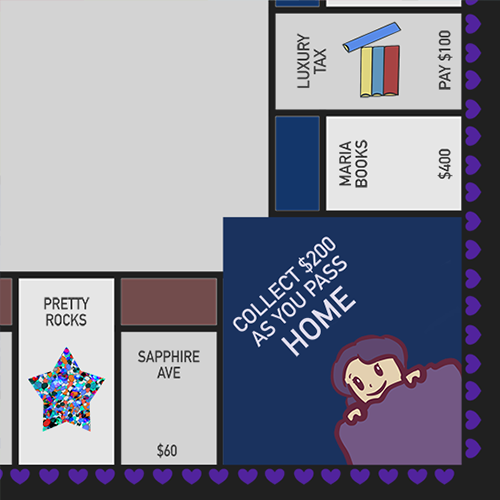 LUXURY
TAX
PAY $100
MARIA
BOOKS
$400
COLLECT $200
AS YOU PASS
HOME
PRETTY
ROCKS
SAPPHIRE
AVE
$60